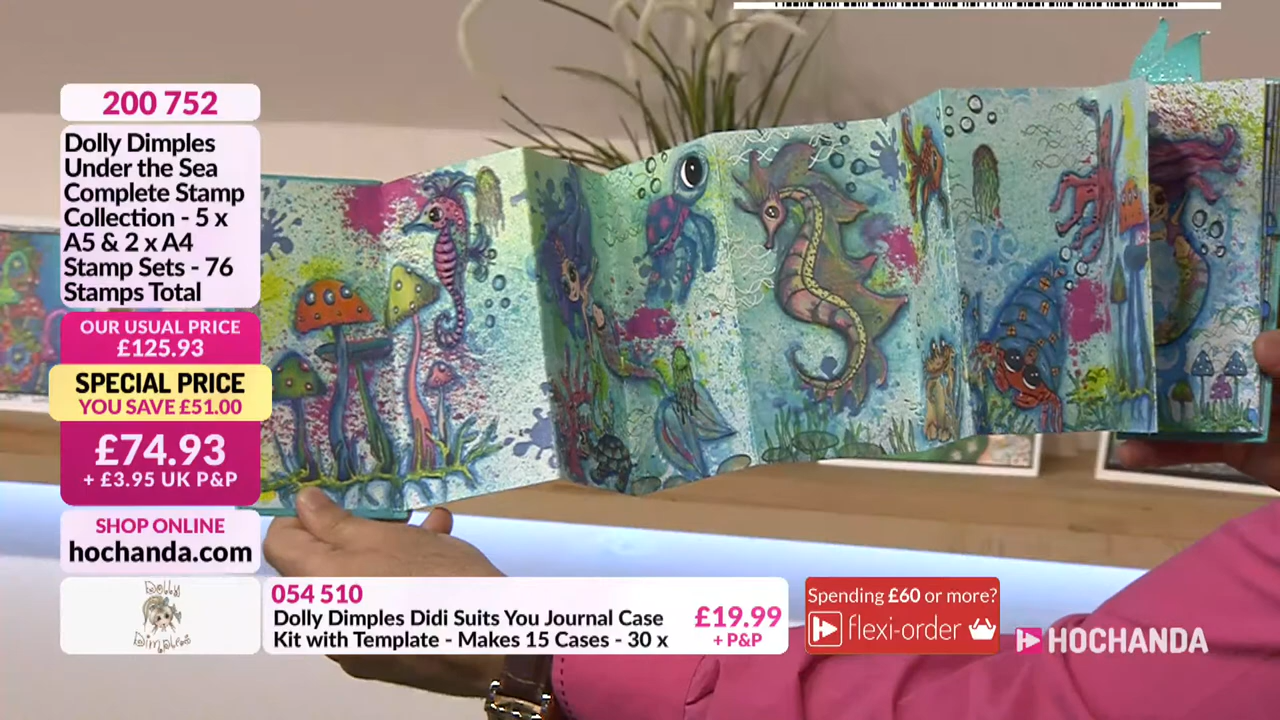 200 752
Dolly Dimples
Under the Sea
Complete Stamp
Collection - 5 x
A5 & 2 x A4
Stamp Sets - 76
Stamps Total
OUR USUAL PRICE
£125.93
SPECIAL PRICE
YOU SAVE £51.00
£74.93
+ £3.95 UK P&P
SHOP ONLINE
hochanda.com
Dolly
Dimples
054 510
Dolly Dimples Didi Suits You Journal Case
Kit with Template - Makes 15 Cases - 30 x
£19.99
+ P&P
Spending £60 or more?
flexi-order
HOCHANDA